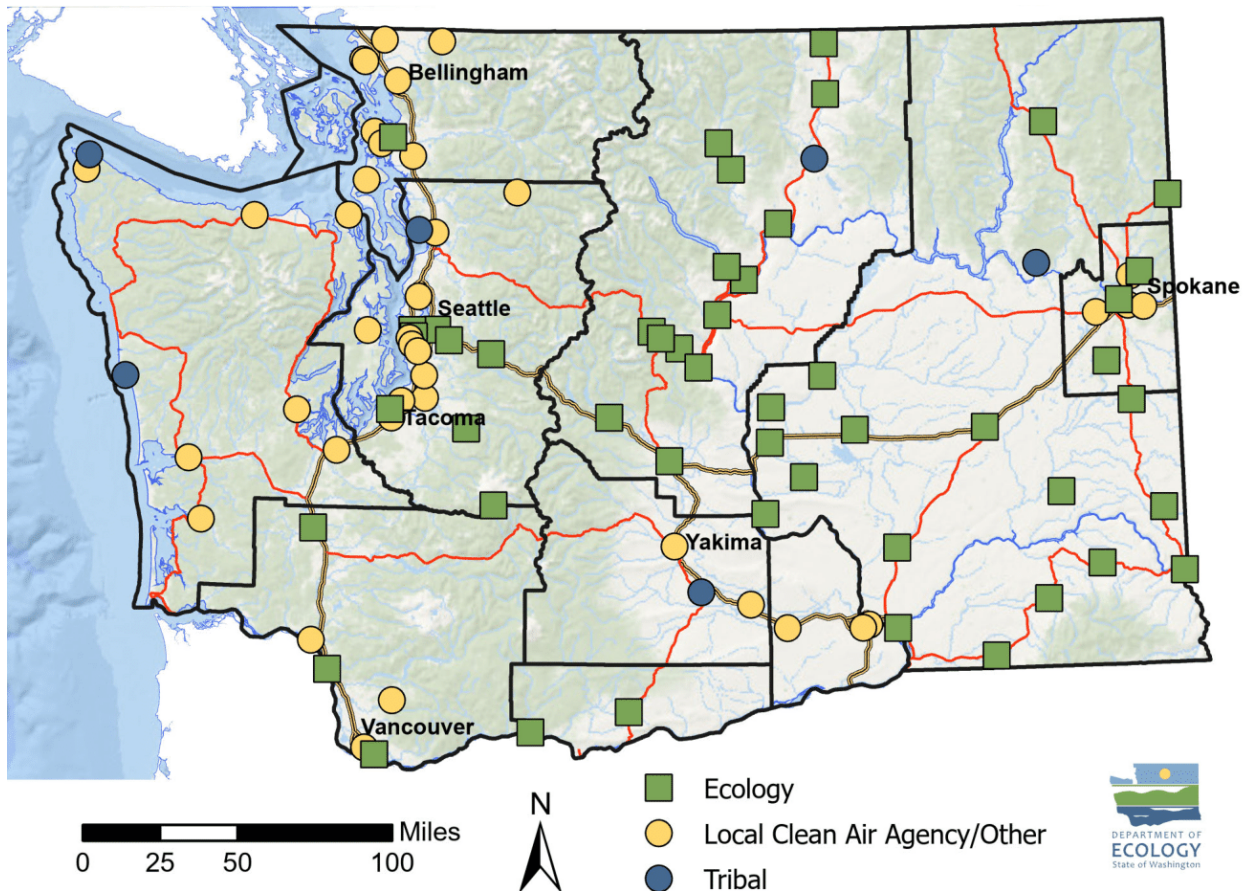 Bellingham
Seattle
Spokane
Tacoma
Yakima
Vancouver
N
Miles
0 25 50 100
Ecology
Local Clean Air Agency/Other
Tribal
DEPARTMENT OF
ECOLOGY
State of Washington